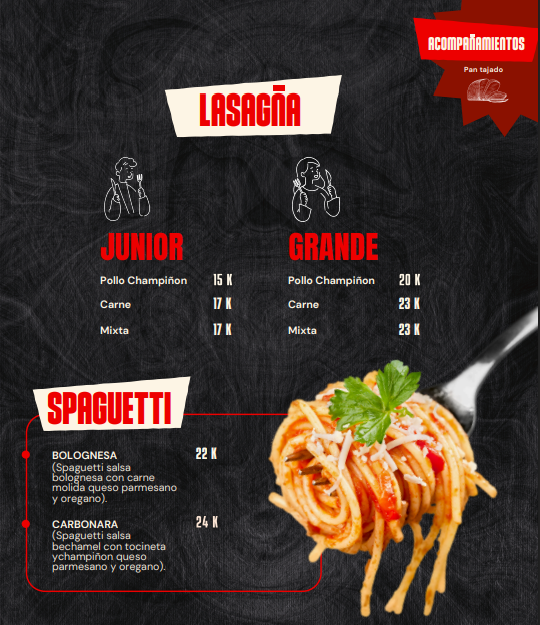 ACOMPAÑAMIENTOS
Pan tajado
LASAGÑA
JUNIOR
Pollo Champiñon 15 K
Carne 17 K
Mixta 17 K
GRANDE
Pollo Champiñon 20 K
Carne 23 K
Mixta 23 K
SPAGUETTI
BOLOGNESA 22 K
(Spaguetti salsa
bolognesa con carne
molida queso parmesano
y oregano).
CARBONARA 24 K
(Spaguetti salsa
bechamel con tocineta
ychampiñon queso
parmesano y oregano).